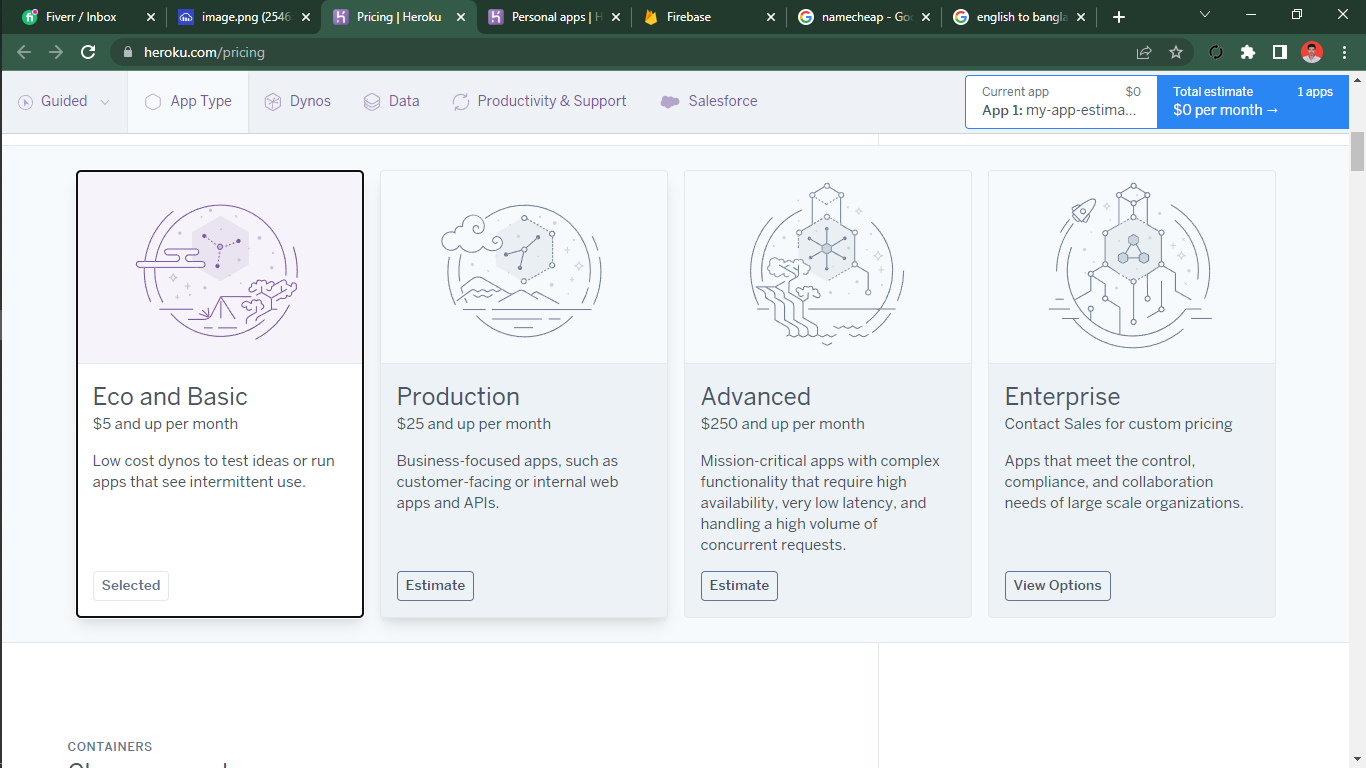 Fiverr / Inbox
image.png (2546
Pricing | Heroku
Personal apps | H
Firebase
namecheap - Goo
english to bangla
heroku.com/pricing
Guided
App Type
Dynos
Data
Productivity & Support
Salesforce
Current app $0
App 1: my-app-estima...
Total estimate 1 apps
$0 per month →
Eco and Basic
$5 and up per month
Low cost dynos to test ideas or run
apps that see intermittent use.
Selected
Production
$25 and up per month
Business-focused apps, such as
customer-facing or internal web
apps and APIs.
Estimate
Advanced
$250 and up per month
Mission-critical apps with complex
functionality that require high
availability, very low latency, and
handling a high volume of
concurrent requests.
Estimate
Enterprise
Contact Sales for custom pricing
Apps that meet the control,
compliance, and collaboration
needs of large scale organizations.
View Options
CONTAINERS